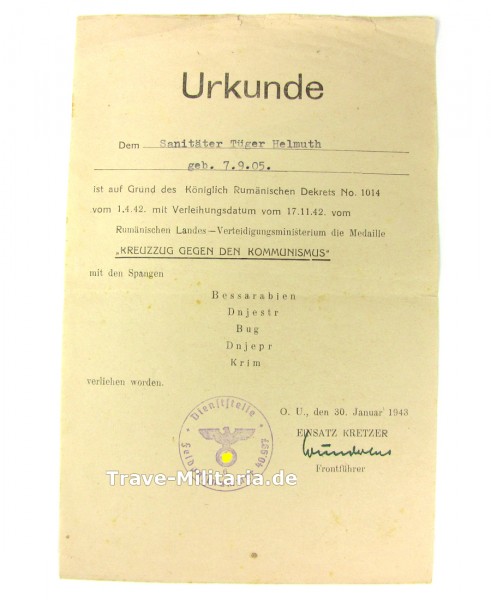 Urkunde
Dem Sanitäter Töger Helmuth
geb. 7.9.05.
ist auf Grund des Königlich Rumänischen Dekrets No. 1014
vom 1.4.42. mit Verleihungsdatum vom 17.11.42. vom
Rumänischen Landes-Verteidigungsministerium die Medaille
„KREUZZUG GEGEN DEN KOMMUNISMUS"
mit den Spangen
Bessarabien
Dnjestr
Bug
Dnjepr
Krim
verliehen worden.
Dienststelle
O. U., den 30. Januar 1943
EINSATZ KRETZER
Frontführer
Trave-Militaria.de